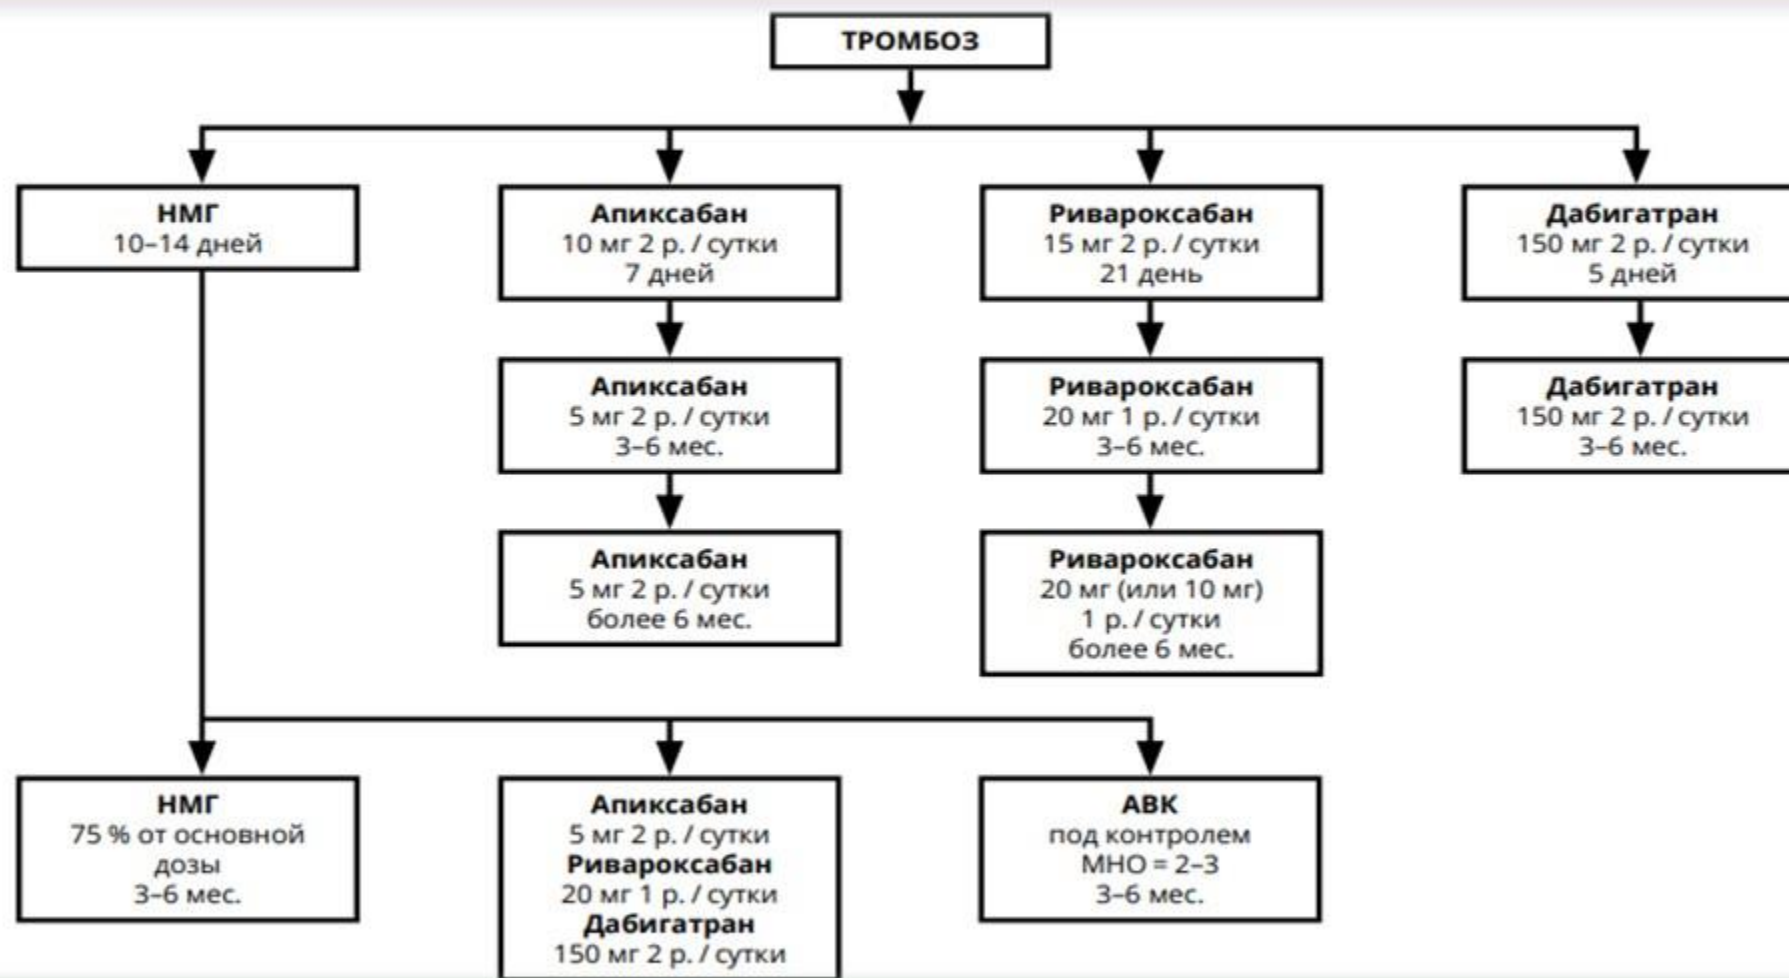 ТРОМБОЗ
НМГ
10–14 дней
Апиксабан
10 мг 2 р. / сутки
7 дней
Ривароксабан
15 мг 2 р. / сутки
21 день
Дабигатран
150 мг 2 р. / сутки
5 дней
Апиксабан
5 мг 2 р. / сутки
3–6 мес.
Ривароксабан
20 мг 1 р. / сутки
3–6 мес.
Дабигатран
150 мг 2 р. / сутки
3–6 мес.
Апиксабан
5 мг 2 р. / сутки
более 6 мес.
Ривароксабан
20 мг (или 10 мг)
1 р. / сутки
более 6 мес.
НМГ
75 % от основной
дозы
3–6 мес.
Апиксабан
5 мг 2 р. / сутки
Ривароксабан
20 мг 1 р. / сутки
Дабигатран
150 мг 2 р. / сутки
АВК
под контролем
МНО = 2–3
3–6 мес.